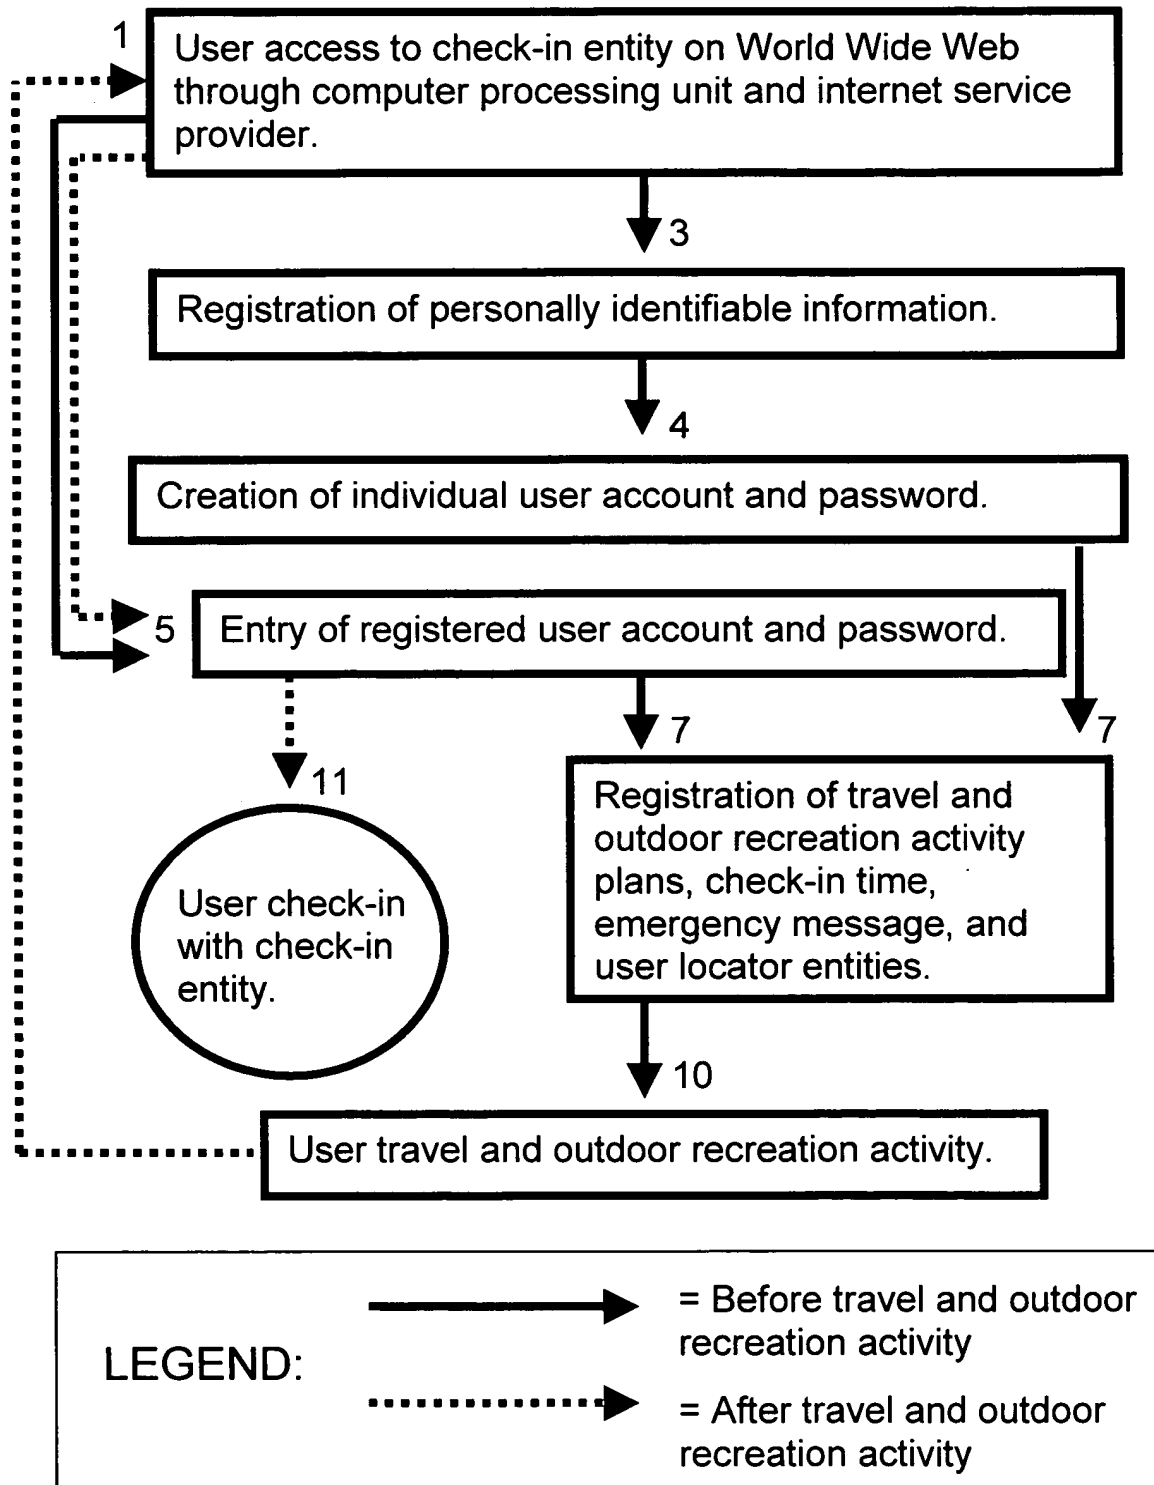 1
User access to check-in entity on World Wide Web
through computer processing unit and internet service
provider.
3
Registration of personally identifiable information.
4
Creation of individual user account and password.
5
Entry of registered user account and password.
7
7
11
Registration of travel and
outdoor recreation activity
plans, check-in time,
emergency message, and
user locator entities.
User check-in
with check-in
entity.
10
User travel and outdoor recreation activity.
LEGEND:
= Before travel and outdoor
recreation activity
= After travel and outdoor
recreation activity